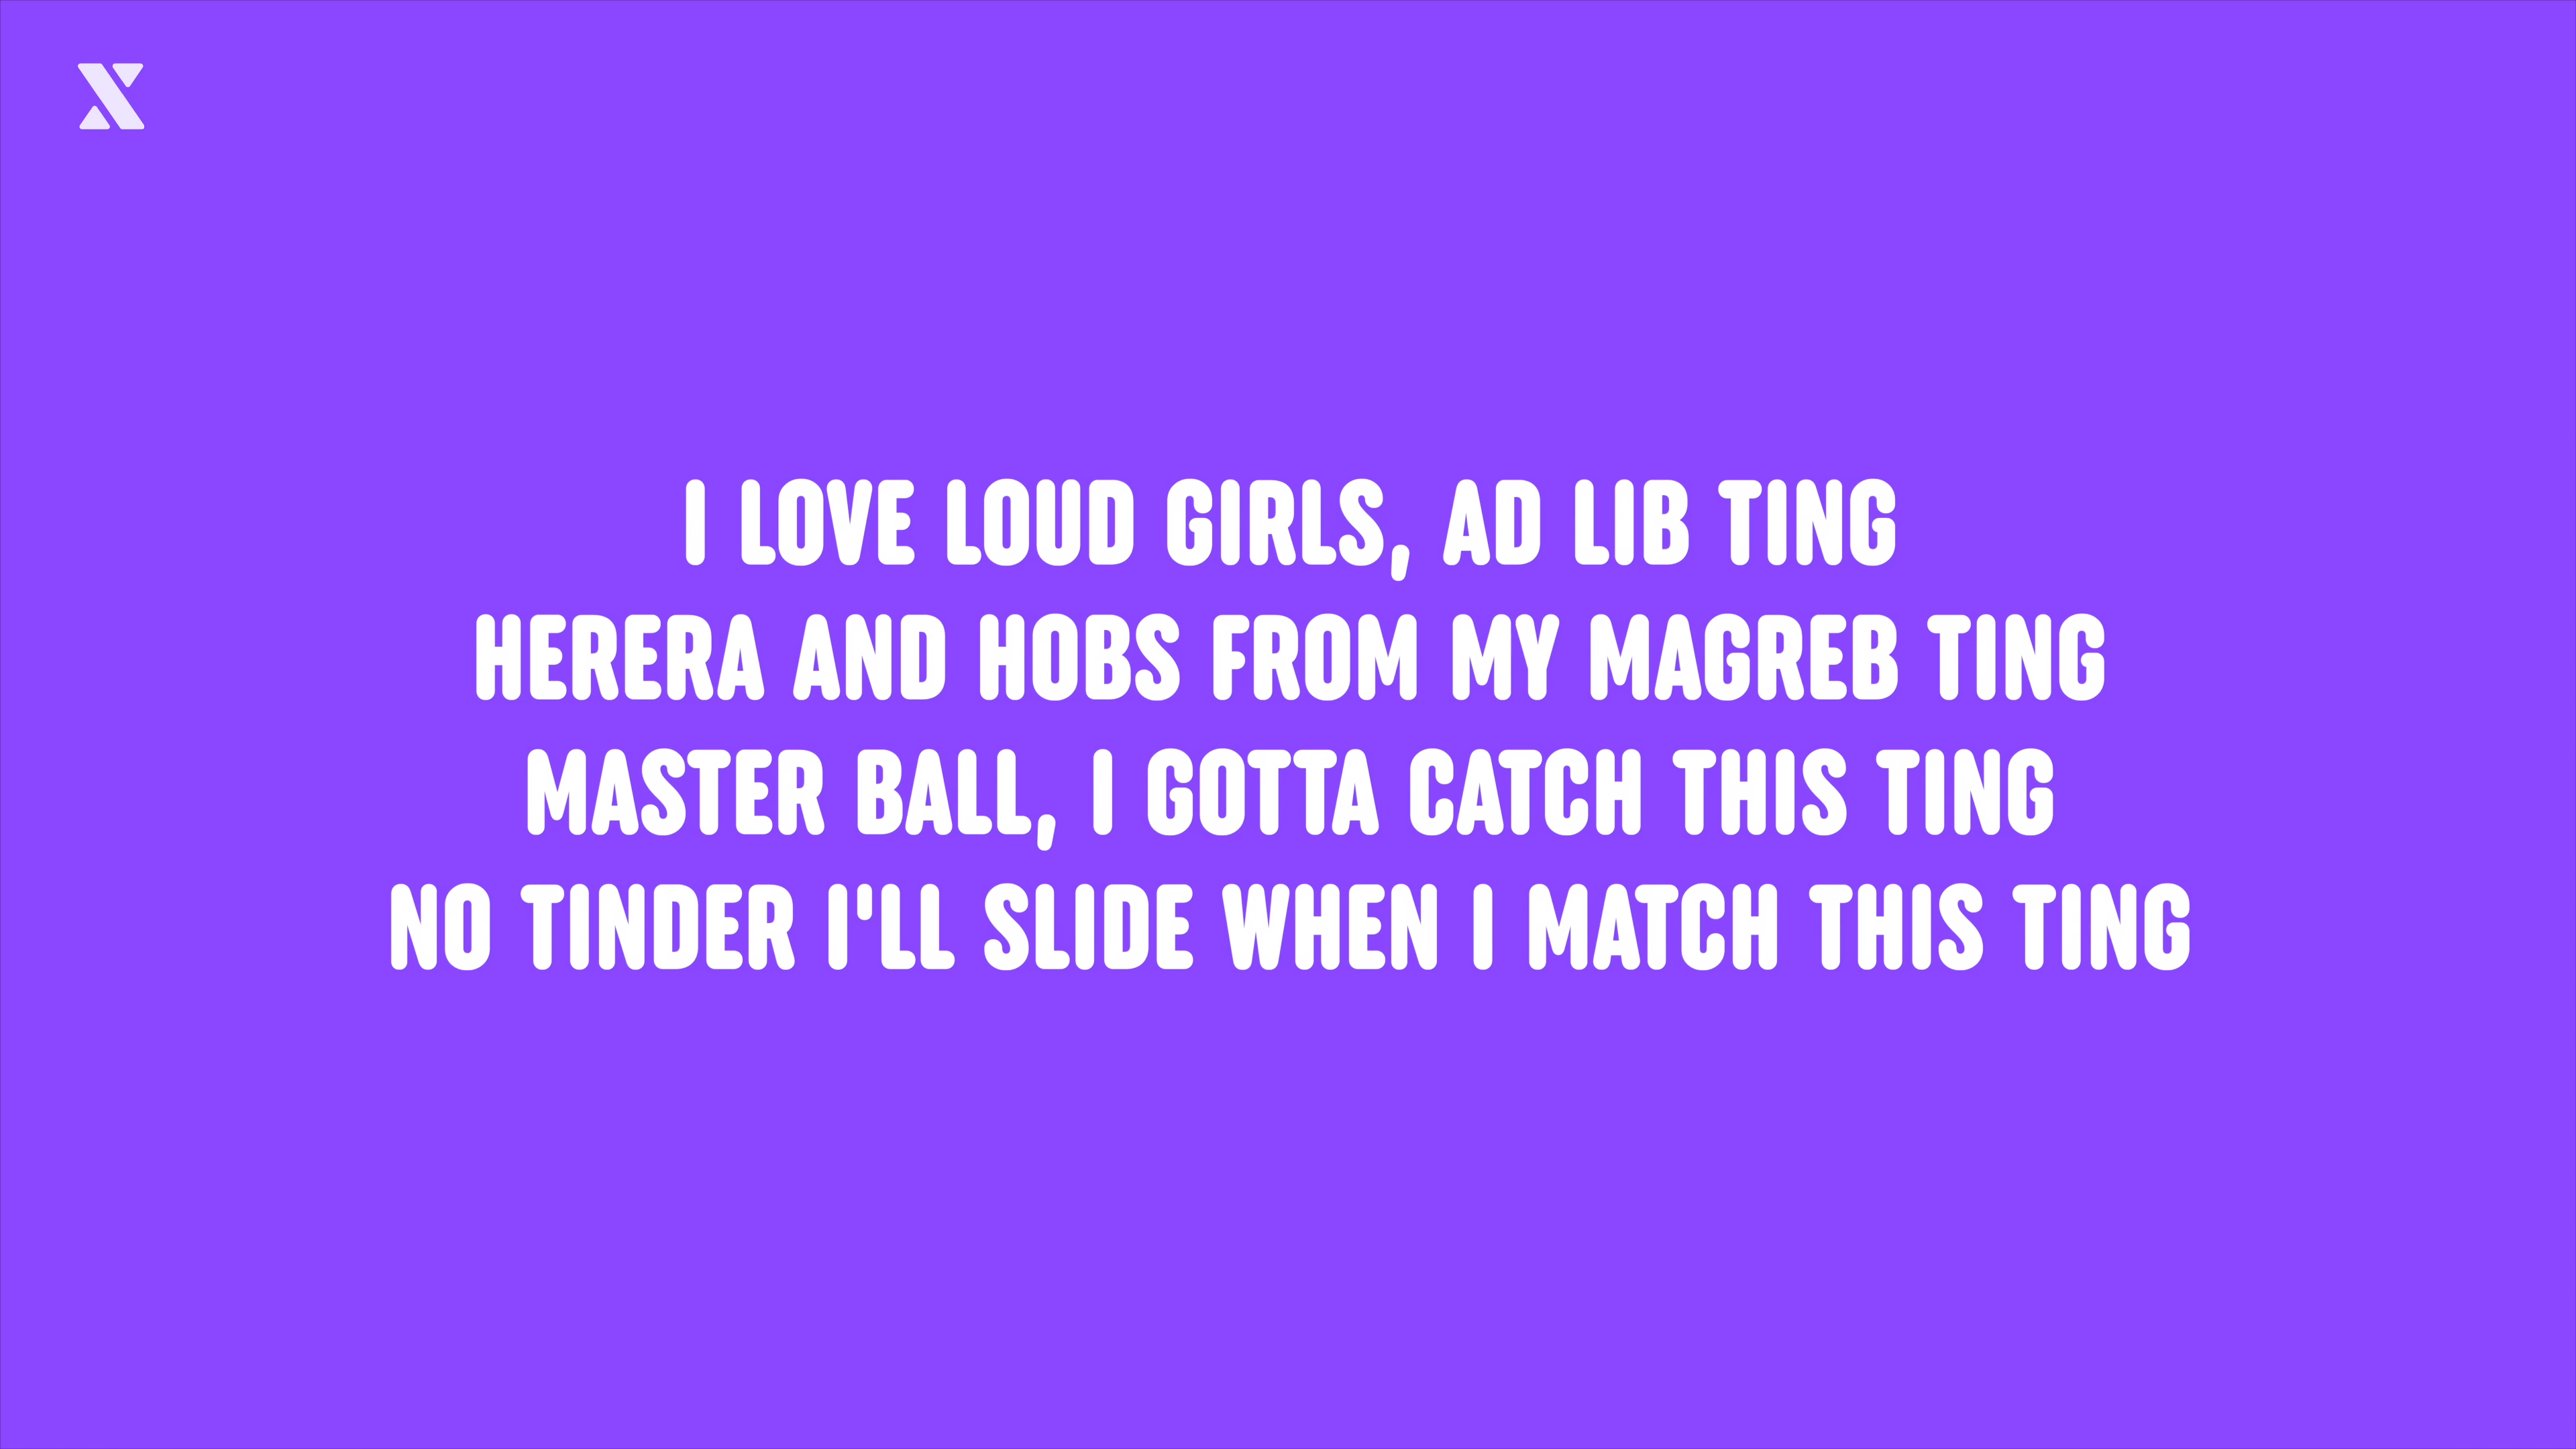 I LOVE LOUD GIRLS, AD LIB TING
HERERA AND HOBS FROM MY MAGREB TING
MASTER BALL, I GOTTA CATCH THIS TING
NO TINDER I'LL SLIDE WHEN I MATCH THIS TING